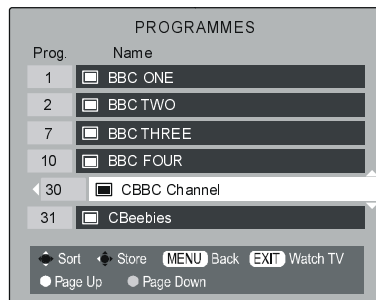 PROGRAMMES
Prog. Name
1 BBC ONE
2 BBC TWO
7 BBC THREE
10 BBC FOUR
30 CBBC Channel
31 CBeebies
Sort Store MENU Back EXIT Watch TV
Page Up Page Down